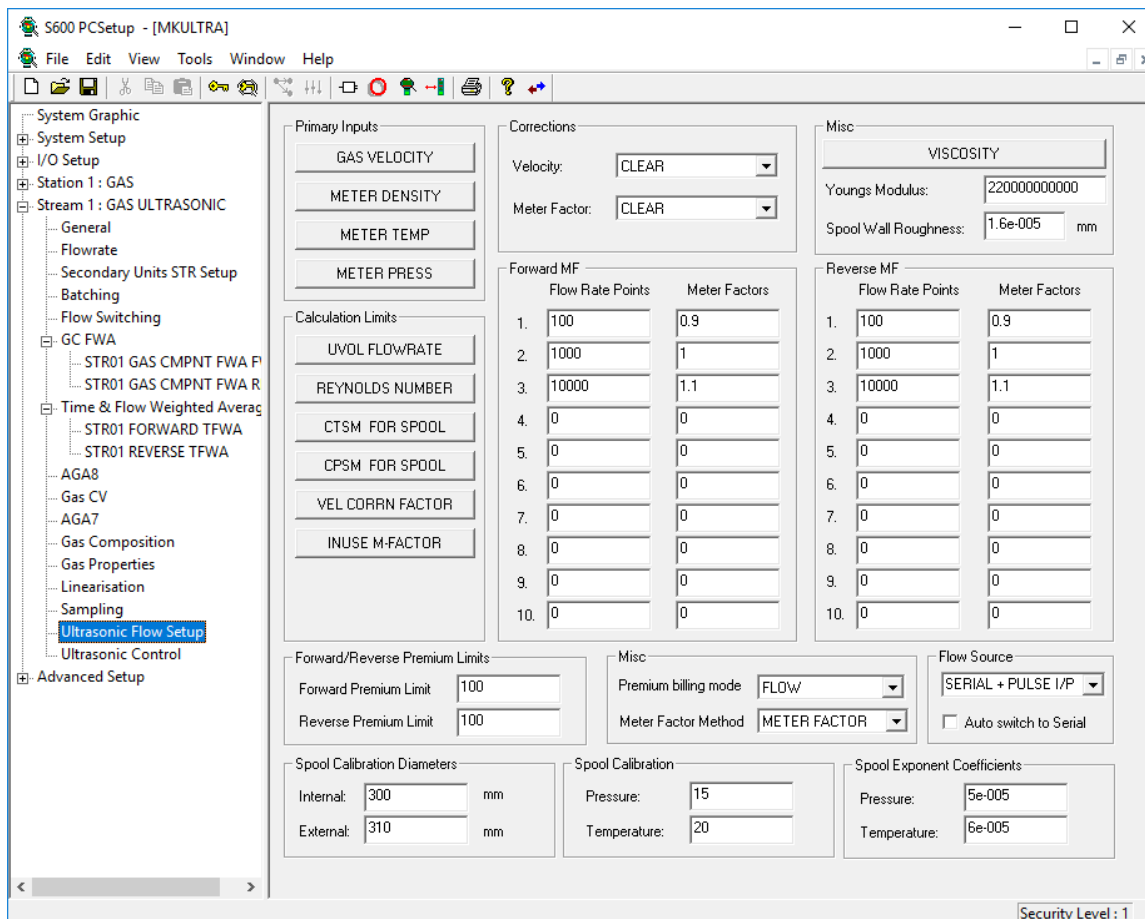 S600 PCSetup - [MKULTRA]
File Edit View Tools Window Help
System Graphic
System Setup
I/O Setup
Station 1 : GAS
Stream 1 : GAS ULTRASONIC
General
Flowrate
Secondary Units STR Setup
Batching
Flow Switching
GC FWA
STR01 GAS CMPNT FWA F
STR01 GAS CMPNT FWA R
Time & Flow Weighted Averag
STR01 FORWARD TFWA
STR01 REVERSE TFWA
AGA8
Gas CV
AGA7
Gas Composition
Gas Properties
Linearisation
Sampling
Ultrasonic Flow Setup
Ultrasonic Control
Advanced Setup
Primary Inputs
GAS VELOCITY
METER DENSITY
METER TEMP
METER PRESS
Corrections
Velocity: CLEAR
Meter Factor: CLEAR
Misc
VISCOSITY
Youngs Modulus: 220000000000
Spool Wall Roughness: 1.6e-005 mm
Calculation Limits
UVOL FLOWRATE
REYNOLDS NUMBER
CTSM FOR SPOOL
CPSM FOR SPOOL
VEL CORRN FACTOR
INUSE M-FACTOR
Forward MF
Flow Rate Points Meter Factors
1. 100 0.9
2. 1000 1
3. 10000 1.1
4. 0 0
5. 0 0
6. 0 0
7. 0 0
8. 0 0
9. 0 0
10. 0 0
Reverse MF
Flow Rate Points Meter Factors
1. 100 0.9
2. 1000 1
3. 10000 1.1
4. 0 0
5. 0 0
6. 0 0
7. 0 0
8. 0 0
9. 0 0
10. 0 0
Forward/Reverse Premium Limits
Forward Premium Limit 100
Reverse Premium Limit 100
Misc
Premium billing mode FLOW
Meter Factor Method METER FACTOR
Flow Source
SERIAL + PULSE I/P
Auto switch to Serial
Spool Calibration Diameters
Internal: 300 mm
External: 310 mm
Spool Calibration
Pressure: 15
Temperature: 20
Spool Exponent Coefficients
Pressure: 5e-005
Temperature: 6e-005
Security Level : 1